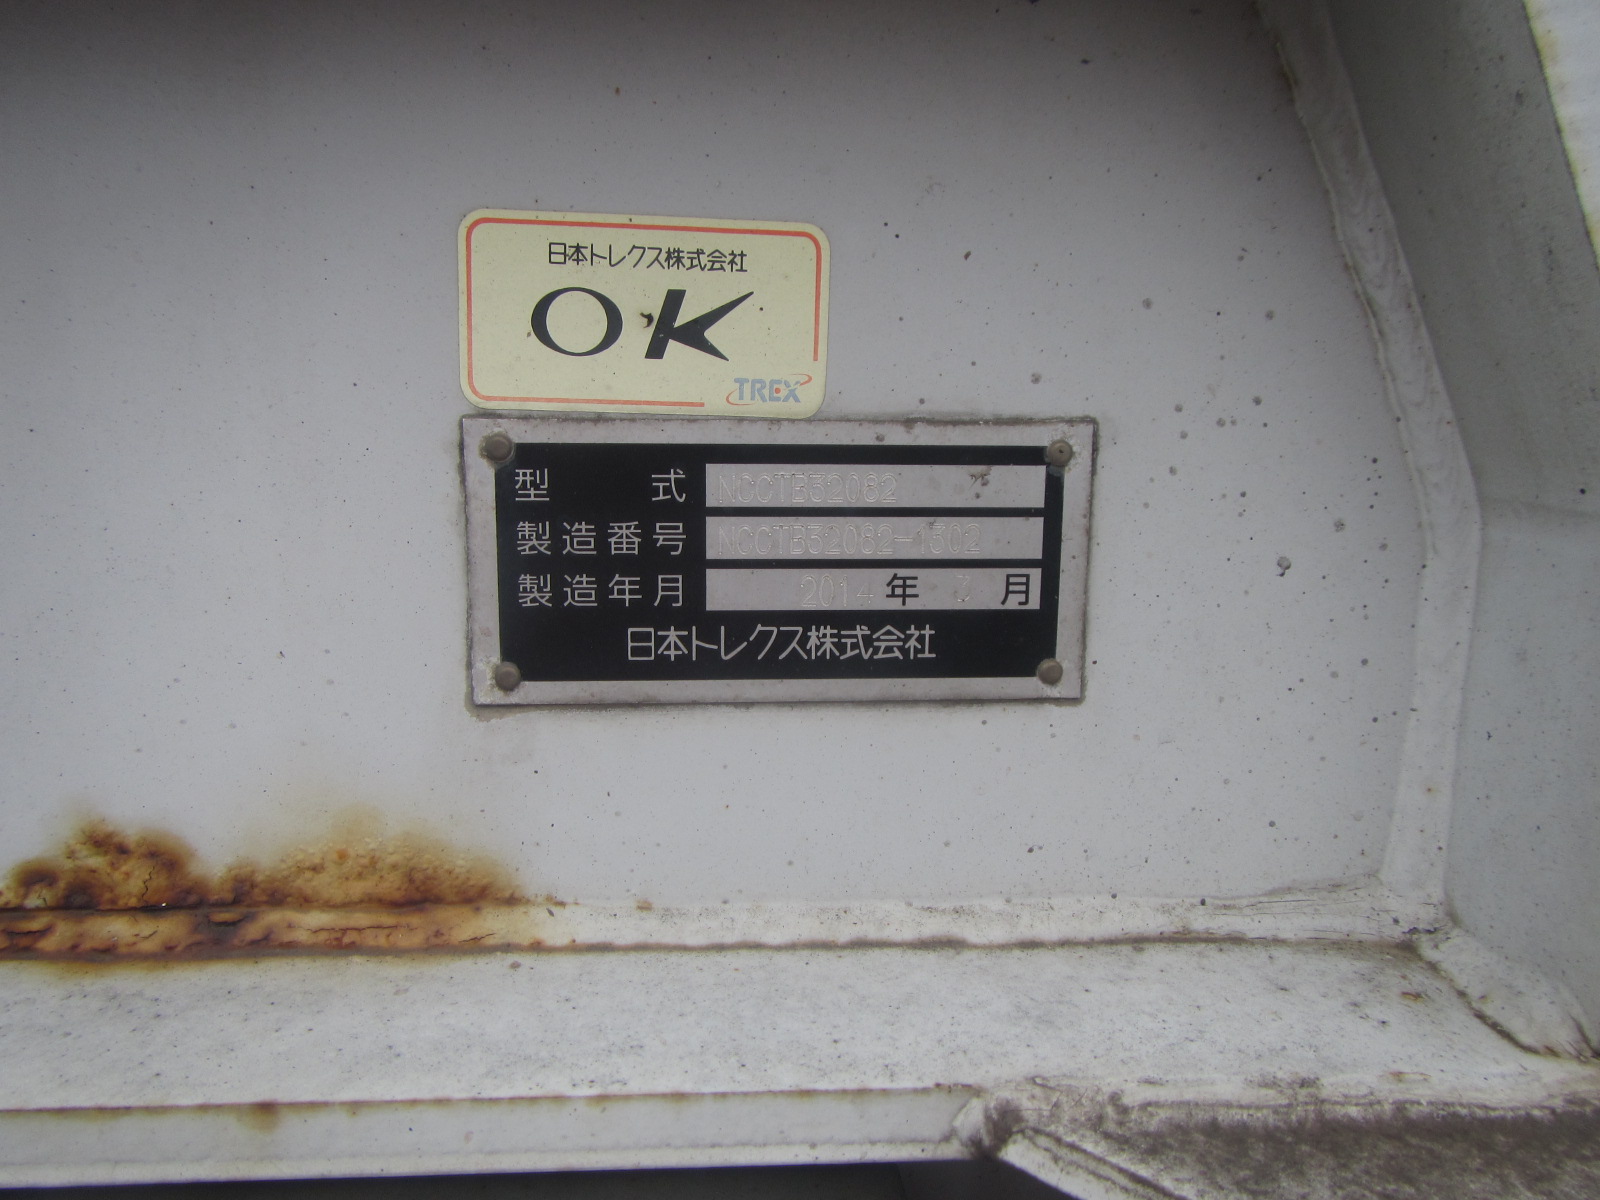 日本トレクス株式会社
OK
TREX
型式 NCCTB32082
製造番号 NCCTB32082-1302
製造年月 2014年 月
日本トレクス株式会社